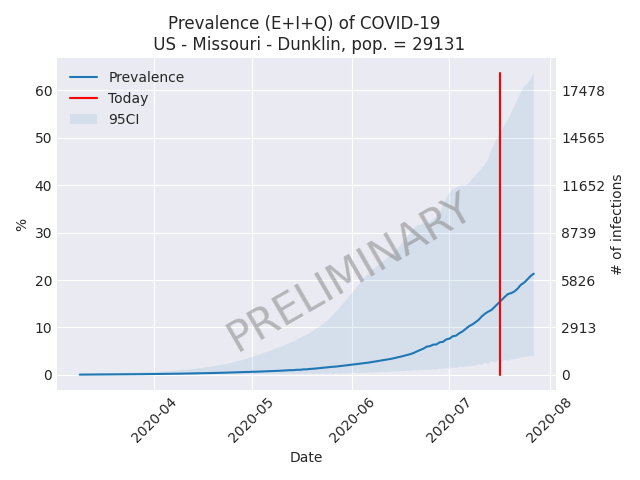 Prevalence (E+I+Q) of COVID-19
US - Missouri - Dunklin, pop. = 29131
Prevalence
Today
95CI
60
50
40
30
20
10
0
%
17478
14565
11652
8739
5826
2913
0
# of infections
PRELIMINARY
2020-04
2020-05
2020-06
2020-07
2020-08
Date